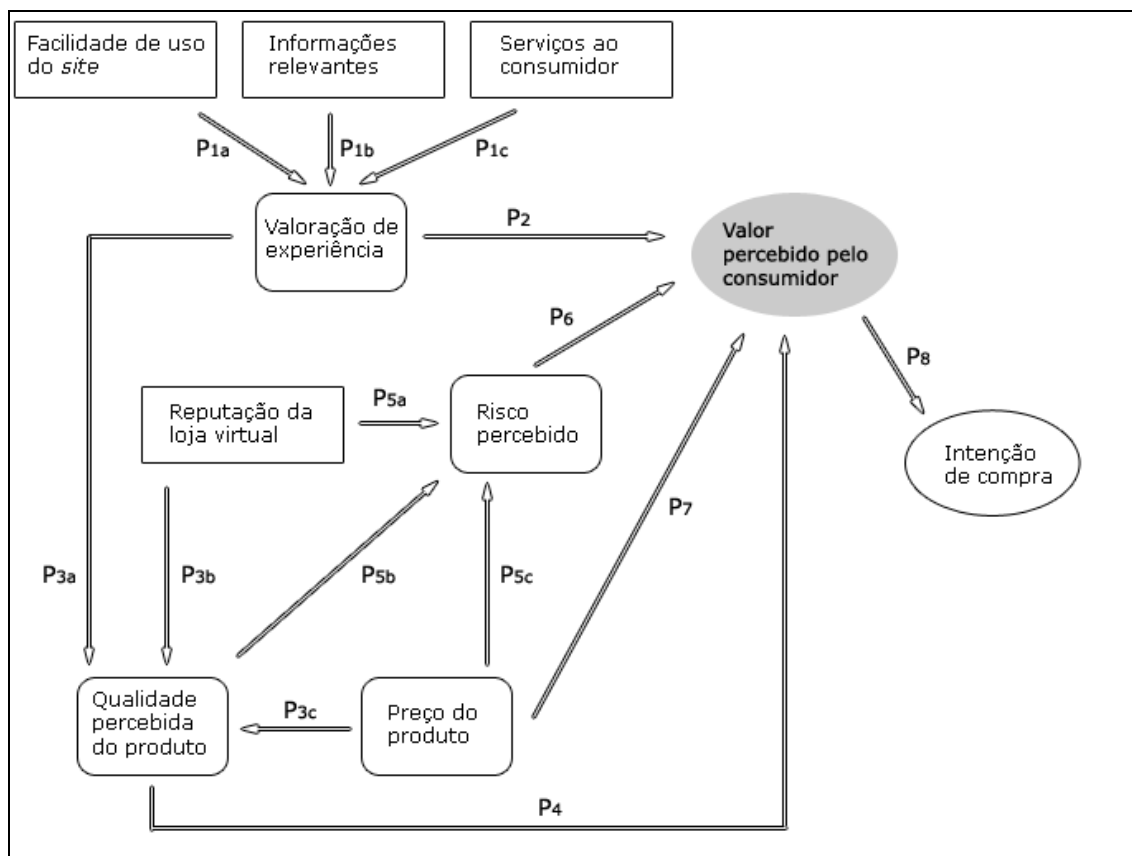 Facilidade de uso
do site
Informações
relevantes
Serviços ao
consumidor
P1a
P1b
P1c
Valoração de
experiência
P2
Valor
percebido pelo
consumidor
P6
P8
Reputação da
loja virtual
P5a
Risco
percebido
Intenção
de compra
P7
P3a
P3b
P5b
P5c
Qualidade
percebida
do produto
P3c
Preço do
produto
P4